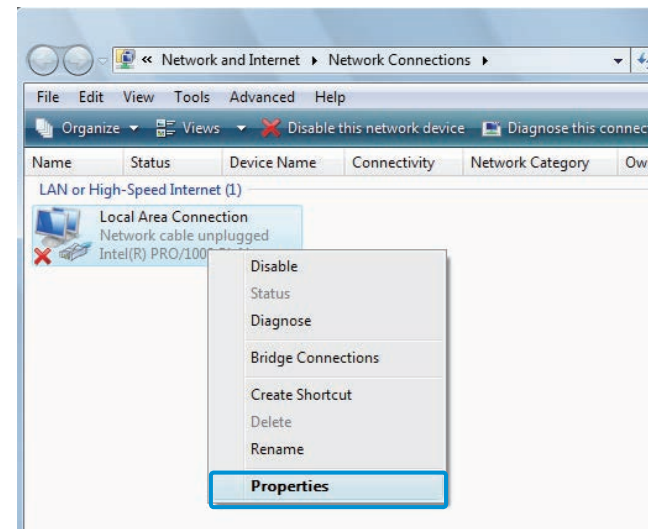 « Network and Internet ▸ Network Connections ▸
File Edit View Tools Advanced Help
Organize Views Disable this network device Diagnose this connec
Name Status Device Name Connectivity Network Category Ow
LAN or High-Speed Internet (1)
Local Area Connection
Network cable unplugged
Intel(R) PRO/100
Disable
Status
Diagnose
Bridge Connections
Create Shortcut
Delete
Rename
Properties